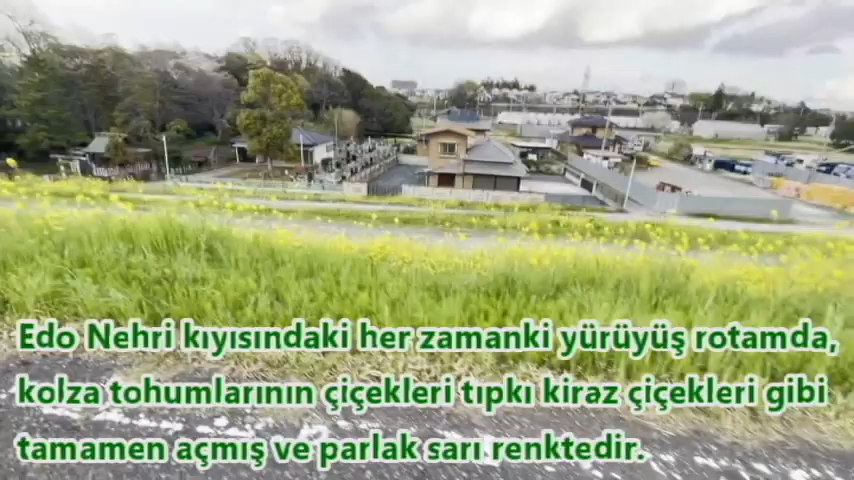 Edo Nehri kıyısındaki her zamanki yürüyüş rotamda,
kolza tohumlarının çiçekleri tıpkı kiraz çiçekleri gibi
tamamen açmış ve parlak sarı renktedir.